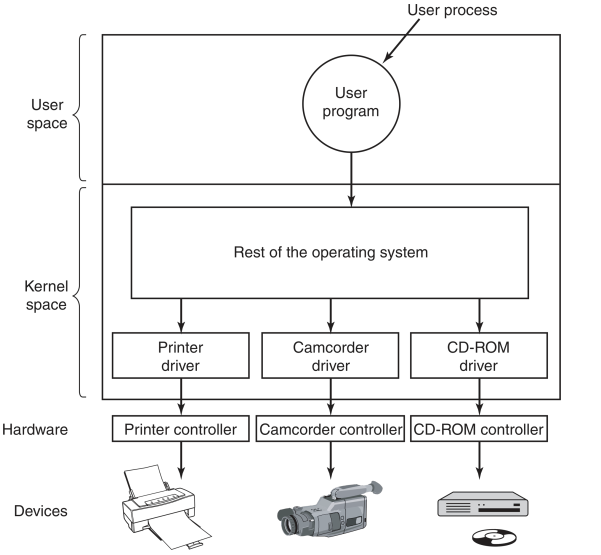 User process
User
program
User
space
Rest of the operating system
Kernel
space
Printer
driver
Camcorder
driver
CD-ROM
driver
Hardware
Printer controller
Camcorder controller
CD-ROM controller
Devices